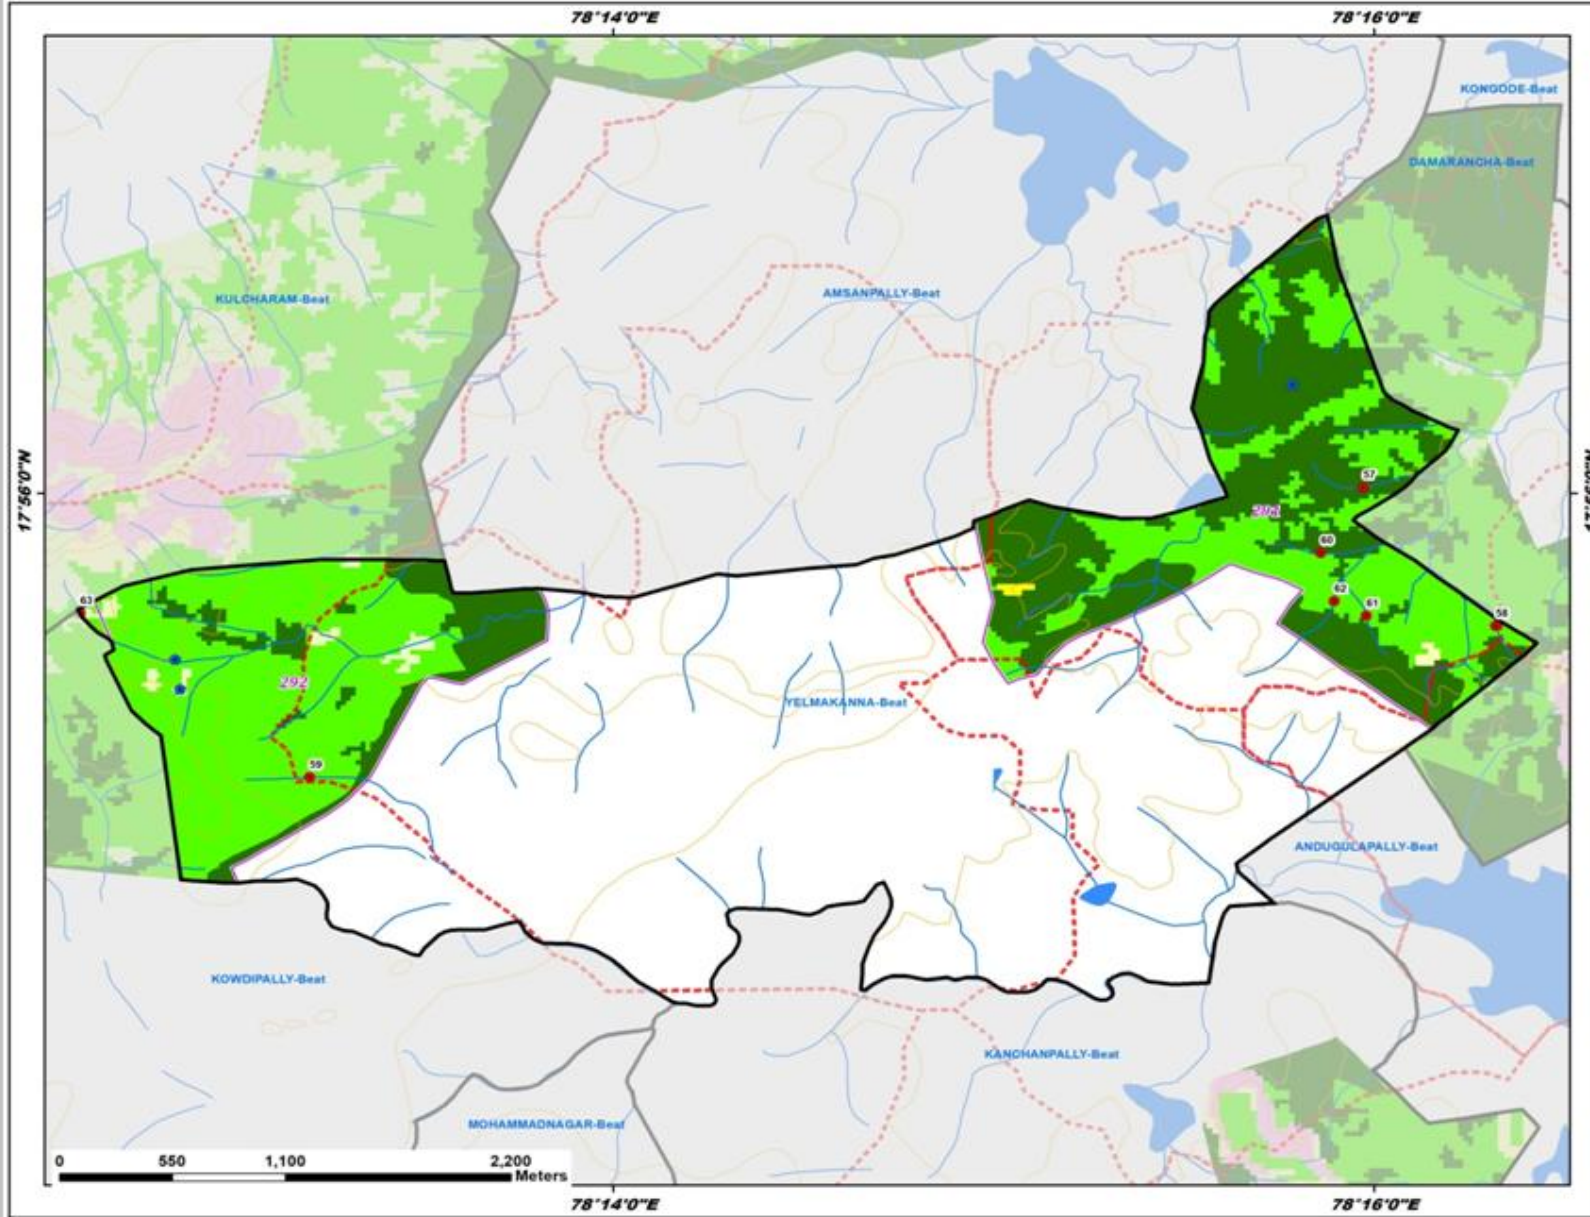 78°14'0"E
78°16'0"E
KONGODE-Beat
DAMARANCHA-Beat
KULCHARAM-Beat
AMSANPALLY-Beat
17°56'0"N
57
292
60
63
62
61
58
292
YELMAKANNA-Beat
59
ANDUGULAPALLY-Beat
KOWDIPALLY-Beat
KANCHANPALLY-Beat
MOHAMMADNAGAR-Beat
0 550 1,100 2,200
Meters
78°14'0"E
78°16'0"E